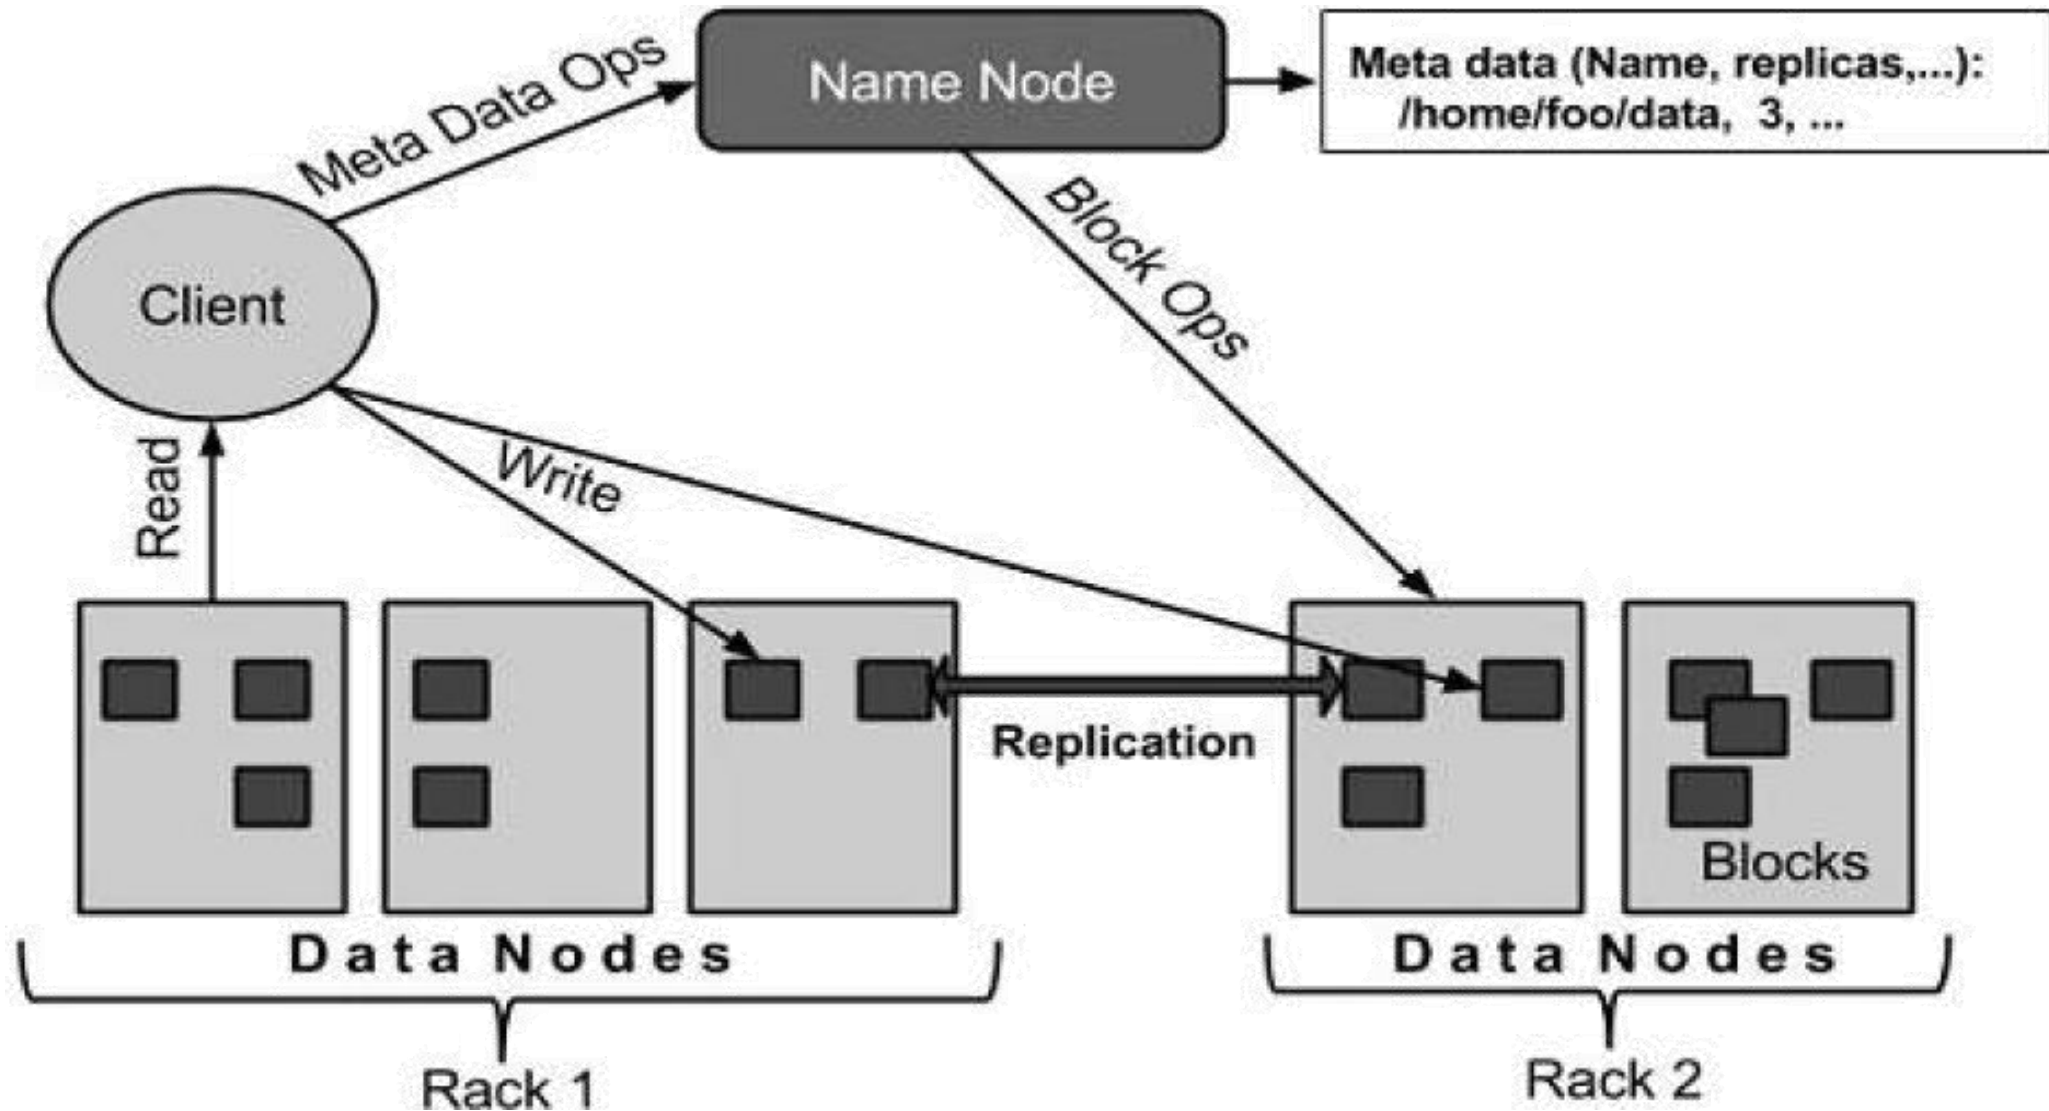 Meta Data Ops
Name Node
Meta data (Name, replicas,...):
/home/foo/data, 3, ...
Block Ops
Client
Read
Write
Replication
Blocks
Data Nodes
Data Nodes
Rack 1
Rack 2